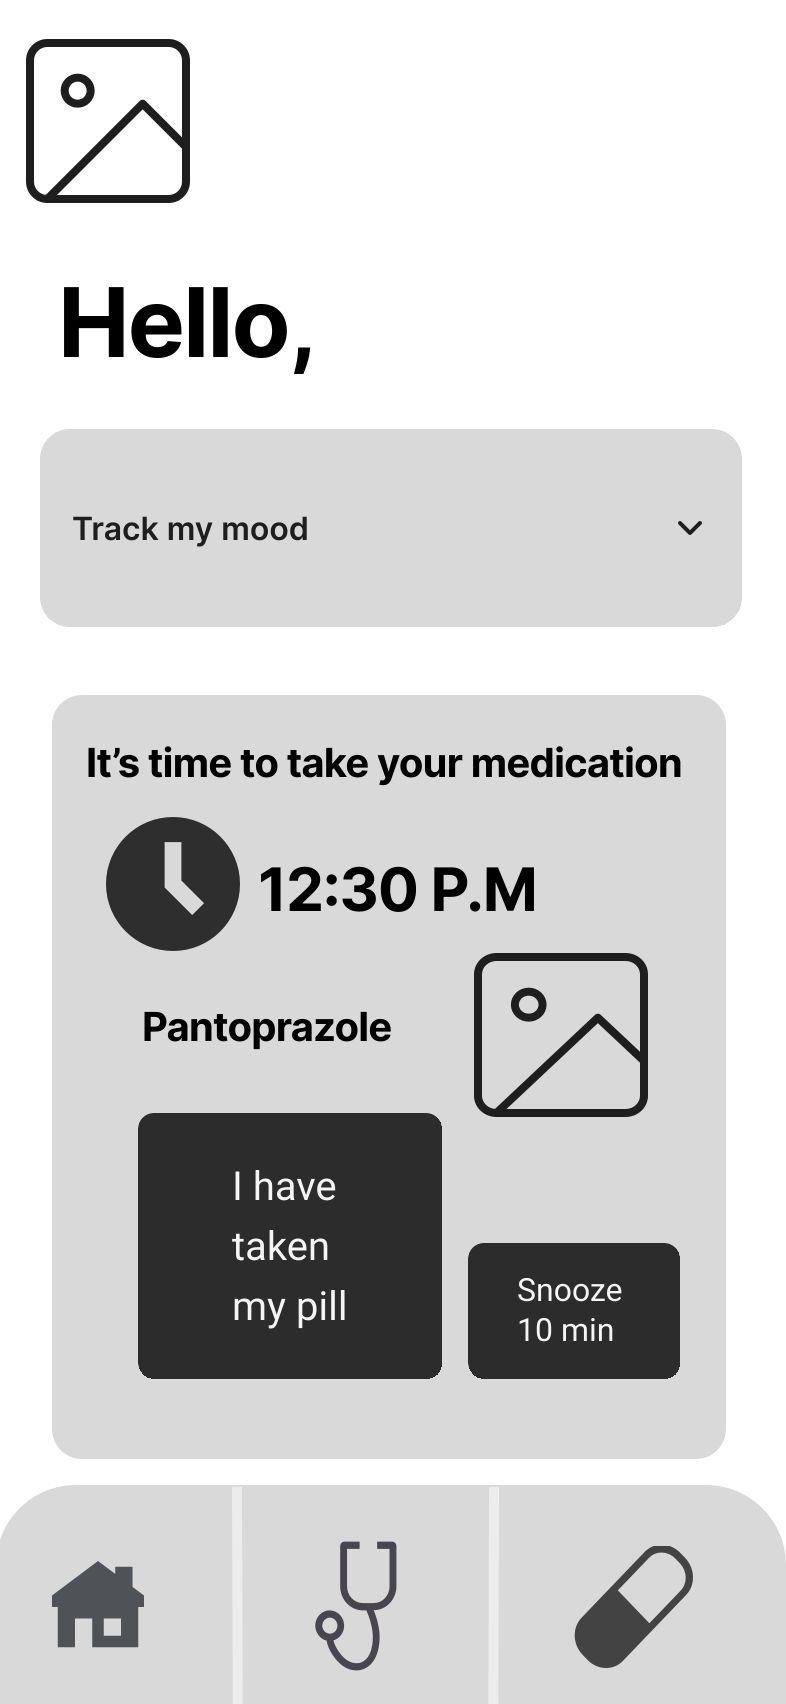 Hello,
Track my mood
It’s time to take your medication
12:30 P.M
Pantoprazole
I have
taken
my pill
Snooze
10 min